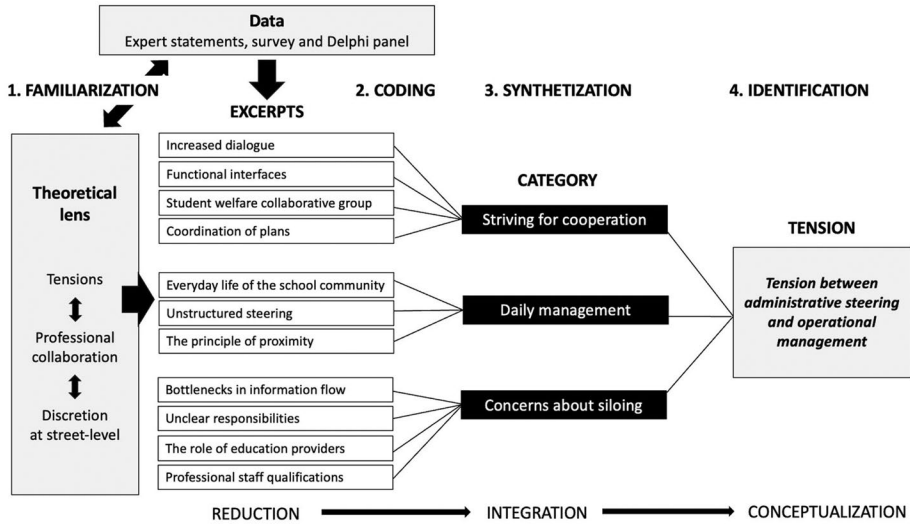 Data
Expert statements, survey and Delphi panel
1. FAMILIARIZATION
2. CODING
3. SYNTHETIZATION
4. IDENTIFICATION
EXCERPTS
Theoretical
lens
Tensions
Professional
collaboration
Discretion
at street-level
Increased dialogue
Functional interfaces
Student welfare collaborative group
Coordination of plans
Everyday life of the school community
Unstructured steering
The principle of proximity
Bottlenecks in information flow
Unclear responsibilities
The role of education providers
Professional staff qualifications
CATEGORY
Striving for cooperation
Daily management
Concerns about siloing
TENSION
Tension between
administrative steering
and operational
management
REDUCTION
INTEGRATION
CONCEPTUALIZATION